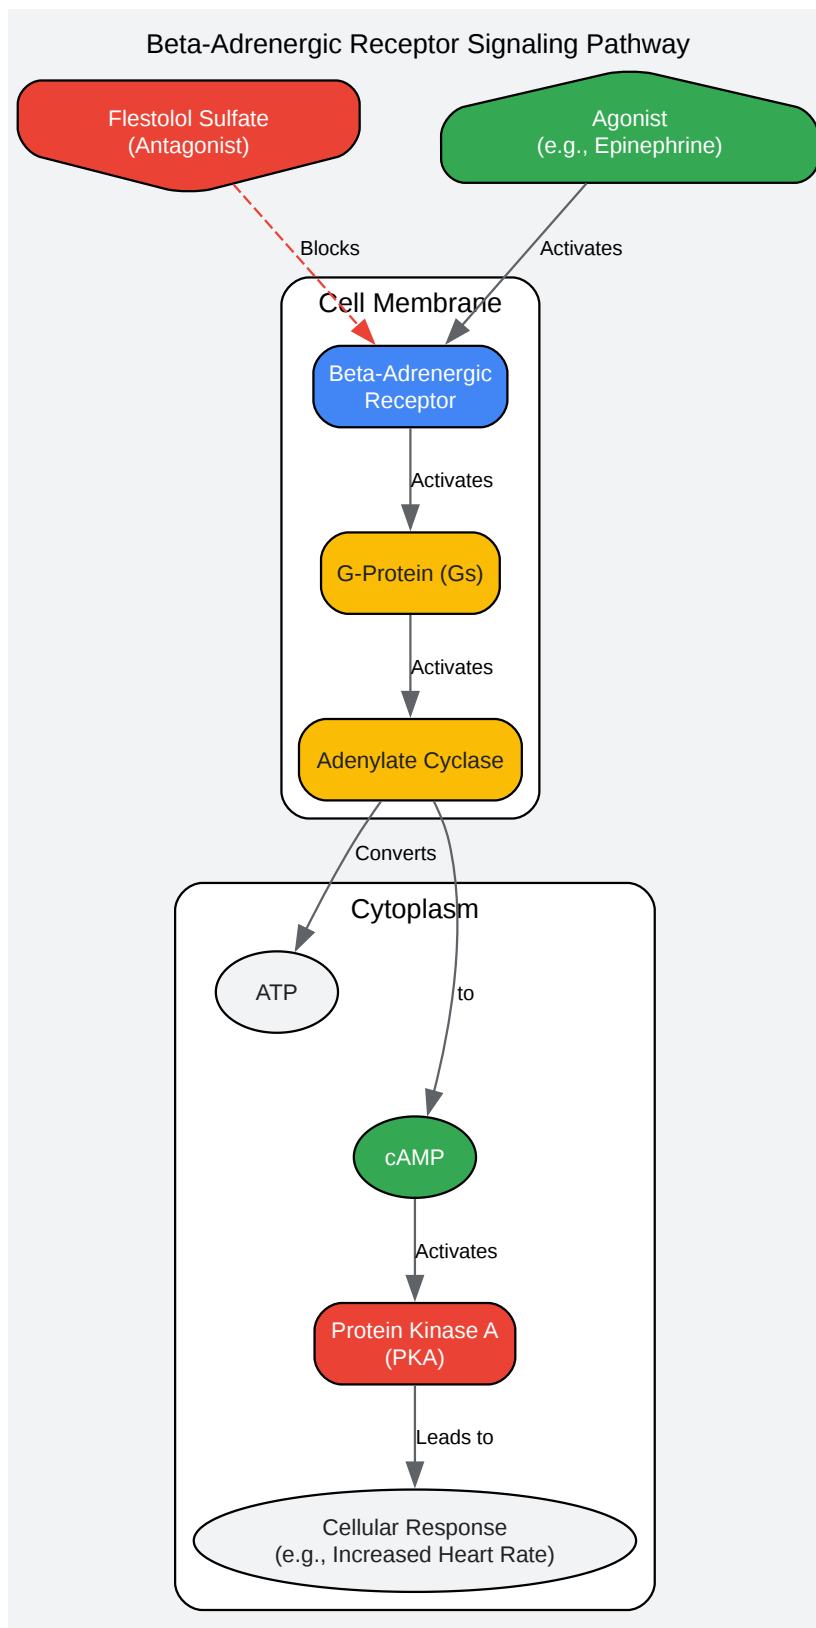 Beta-Adrenergic Receptor Signaling Pathway
Flestolol Sulfate
(Antagonist)
Agonist
(e.g., Epinephrine)
Blocks
Activates
Cell Membrane
Beta-Adrenergic
Receptor
Activates
G-Protein (Gs)
Activates
Adenylate Cyclase
Converts
Cytoplasm
ATP
to
cAMP
Activates
Protein Kinase A
(PKA)
Leads to
Cellular Response
(e.g., Increased Heart Rate)